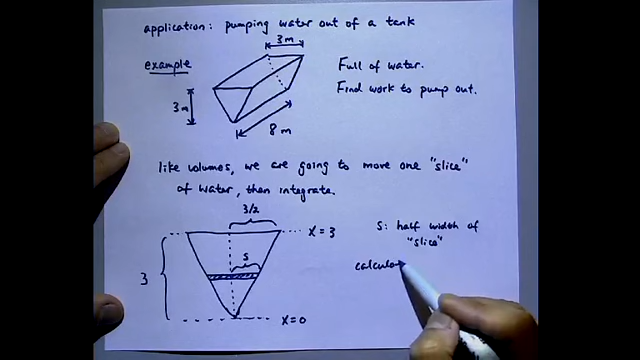 application: pumping water out of a tank
3m
example
Full of water.
Find work to pump out.
3m
8m
like volumes, we are going to move one "slice"
of water, then integrate.
3/2
x = 3
s: half width of
"slice"
s
3
x = 0